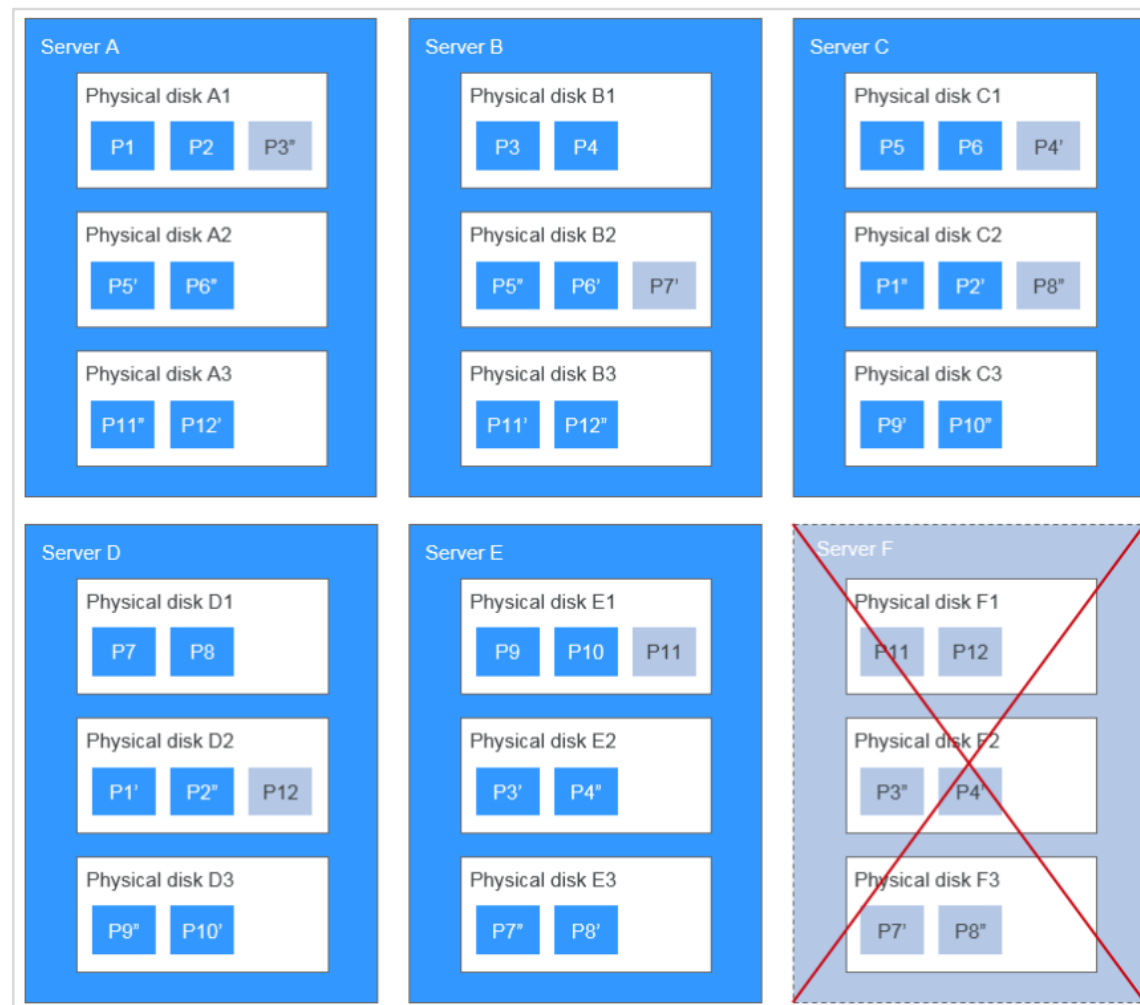 Server A
Physical disk A1
P1 P2 P3”
Physical disk A2
P5’ P6”
Physical disk A3
P11” P12’
Server B
Physical disk B1
P3 P4
Physical disk B2
P5” P6’ P7’
Physical disk B3
P11’ P12”
Server C
Physical disk C1
P5 P6 P4’
Physical disk C2
P1” P2’ P8”
Physical disk C3
P9’ P10”
Server D
Physical disk D1
P7 P8
Physical disk D2
P1’ P2” P12
Physical disk D3
P9” P10’
Server E
Physical disk E1
P9 P10 P11
Physical disk E2
P3’ P4”
Physical disk E3
P7” P8’
Server F
Physical disk F1
P11 P12
Physical disk F2
P3” P4’
Physical disk F3
P7’ P8”